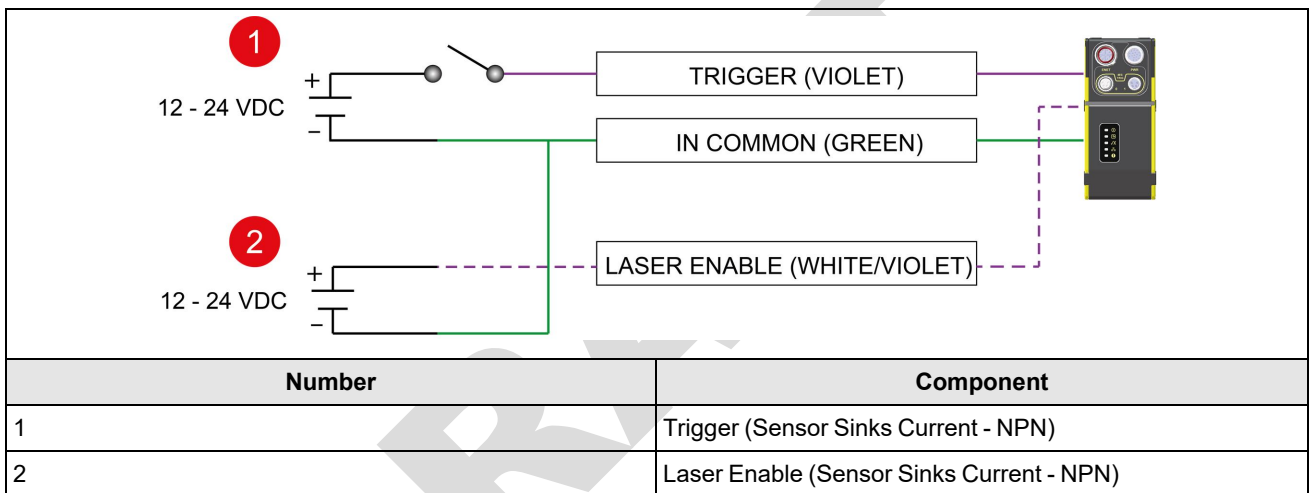 1
+
12 - 24 VDC
−
TRIGGER (VIOLET)
IN COMMON (GREEN)
2
+
12 - 24 VDC
−
LASER ENABLE (WHITE/VIOLET)
Number Component
1 Trigger (Sensor Sinks Current - NPN)
2 Laser Enable (Sensor Sinks Current - NPN)